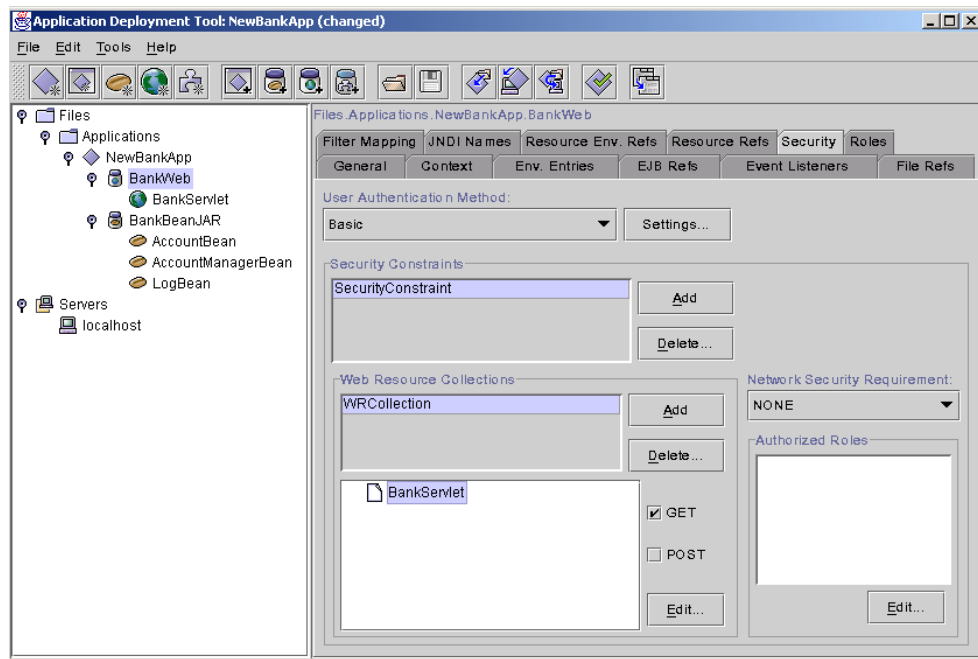 Application Deployment Tool: NewBankApp (changed)
File Edit Tools Help
Files
Applications
NewBankApp
BankWeb
BankServlet
BankBeanJAR
AccountBean
AccountManagerBean
LogBean
Servers
localhost
Files.Applications.NewBankApp.BankWeb
Filter Mapping JNDI Names Resource Env. Refs Resource Refs Security Roles
General Context Env. Entries EJB Refs Event Listeners File Refs
User Authentication Method:
Basic Settings...
Security Constraints
SecurityConstraint
Add
Delete...
Web Resource Collections
WRCollection
Add
Delete...
BankServlet
GET
POST
Edit...
Network Security Requirement:
NONE
Authorized Roles
Edit...